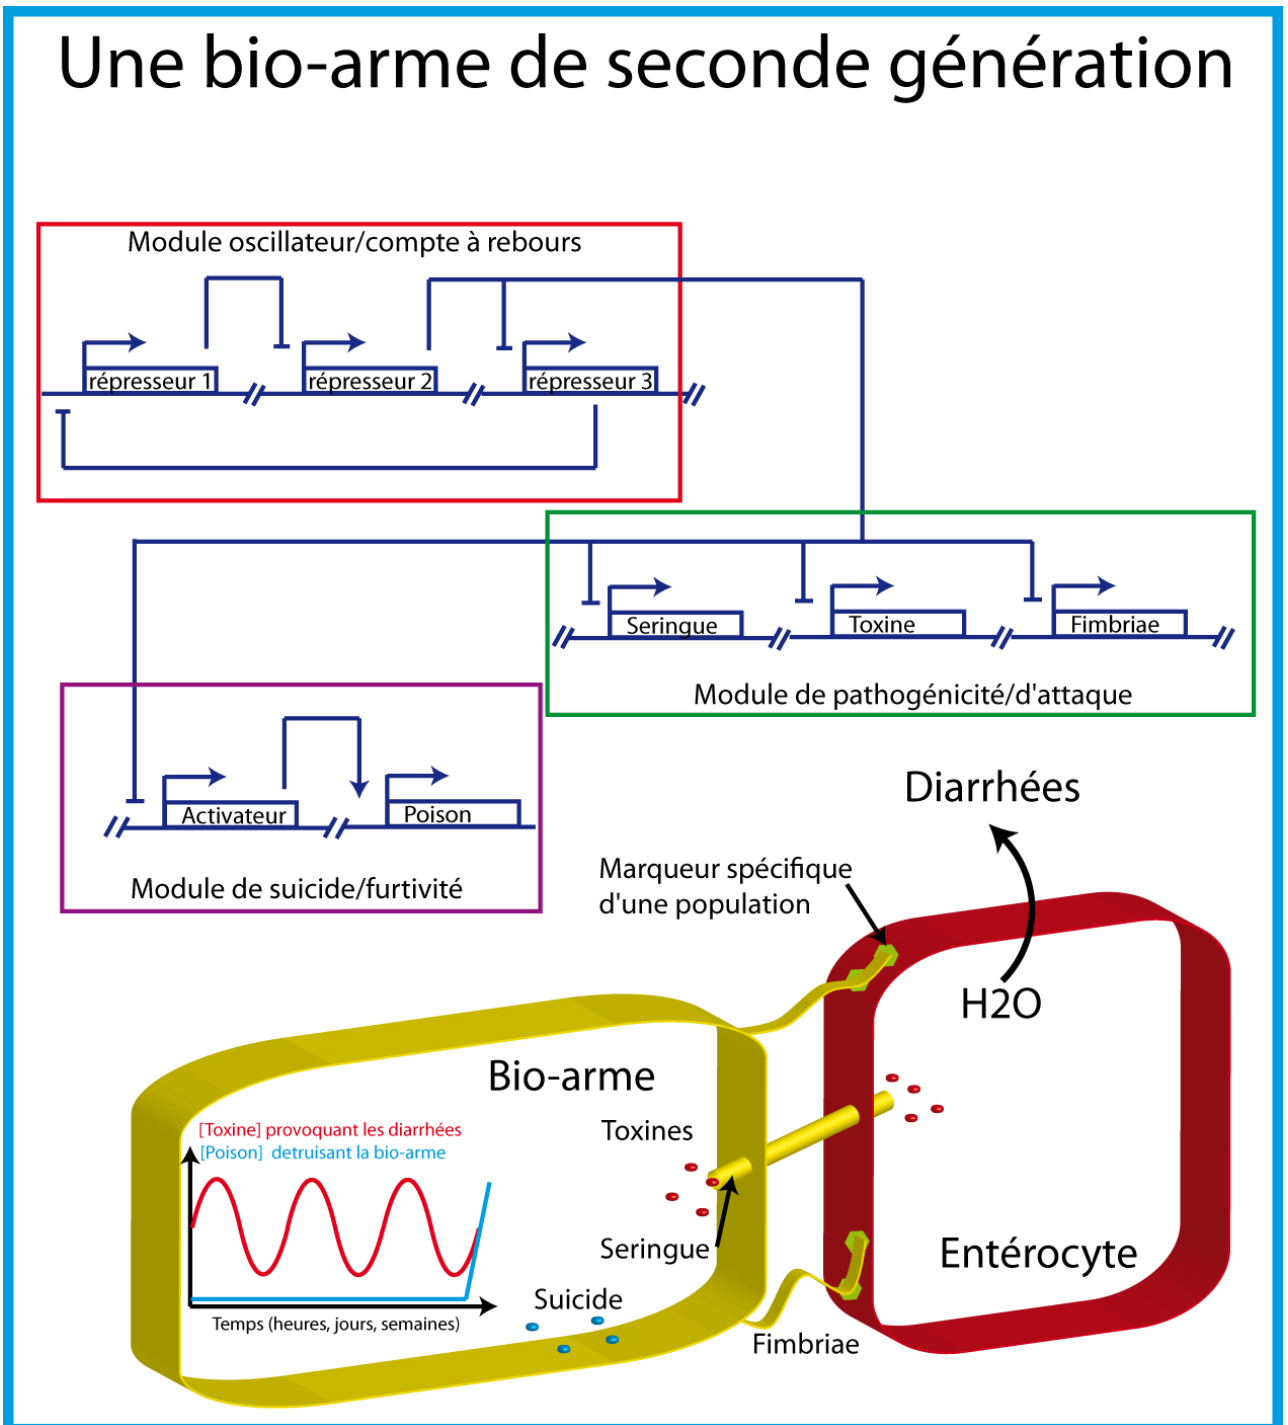 Une bio-arme de seconde génération
Module oscillateur/compte à rebours
répresseur 1
répresseur 2
répresseur 3
Seringue
Toxine
Fimbriae
Module de pathogénicité/d'attaque
Activateur
Poison
Module de suicide/furtivité
Diarrhées
Marqueur spécifique
d'une population
H2O
Bio-arme
[Toxine] provoquant les diarrhées
[Poison] detruisant la bio-arme
Toxines
Seringue
Entérocyte
Suicide
Temps (heures, jours, semaines)
Fimbriae